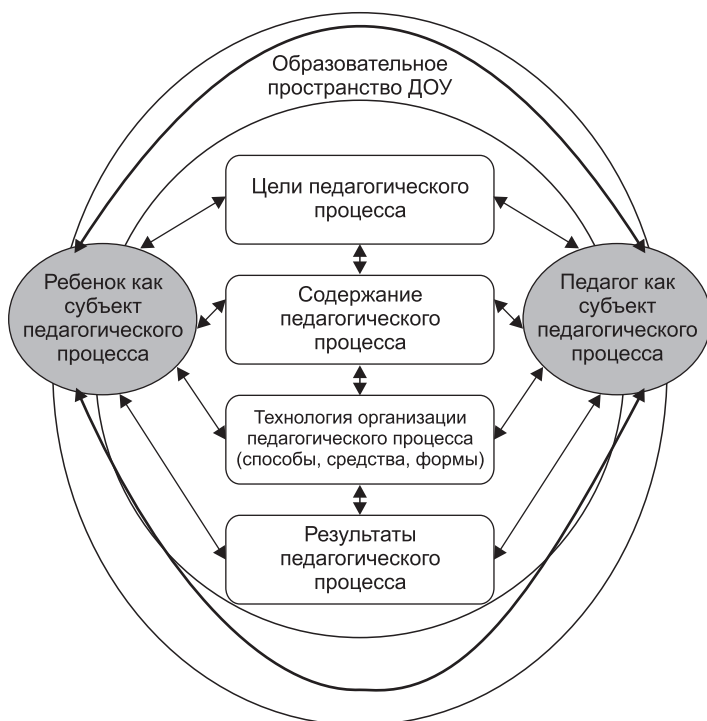 Образовательное
пространство ДОУ
Цели педагогического
процесса
Ребенок как
субъект
педагогического
процесса
Содержание
педагогического
процесса
Педагог как
субъект
педагогического
процесса
Технология организации
педагогического процесса
(способы, средства, формы)
Результаты
педагогического
процесса